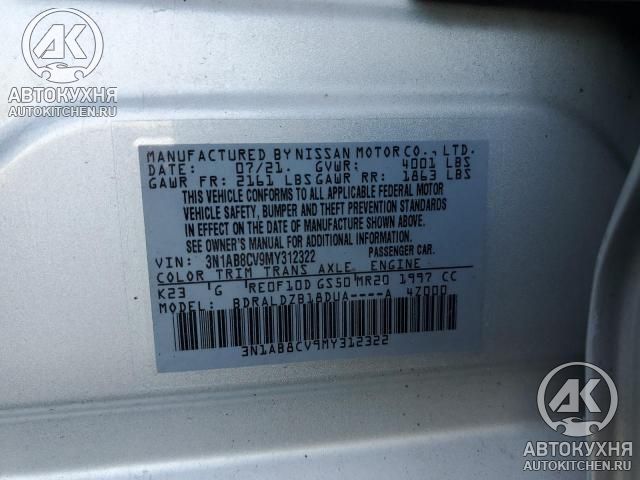 АК
АВТОКУХНЯ
AUTOKITCHEN.RU
MANUFACTURED BY NISSAN MOTOR CO., LTD.
DATE: 07/21. GVWR: 4001 LBS
GAWR FR: 2161 LBS GAWR RR: 1863 LBS
THIS VEHICLE CONFORMS TO ALL APPLICABLE FEDERAL MOTOR
VEHICLE SAFETY, BUMPER AND THEFT PREVENTION STANDARDS
IN EFFECT ON THE DATE OF MANUFACTURE SHOWN ABOVE.
SEE OWNER'S MANUAL FOR ADDITIONAL INFORMATION.
VIN: 3N1AB8CV9MY312322 PASSENGER CAR.
COLOR TRIM TRANS AXLE ENGINE
K23 'G 'RE0F10D GS50 MR20 1997 CC
MODEL: BDRALDZB18DUA----A 47000
3N1AB8CV9MY312322
АК
АВТОКУХНЯ
AUTOKITCHEN.RU